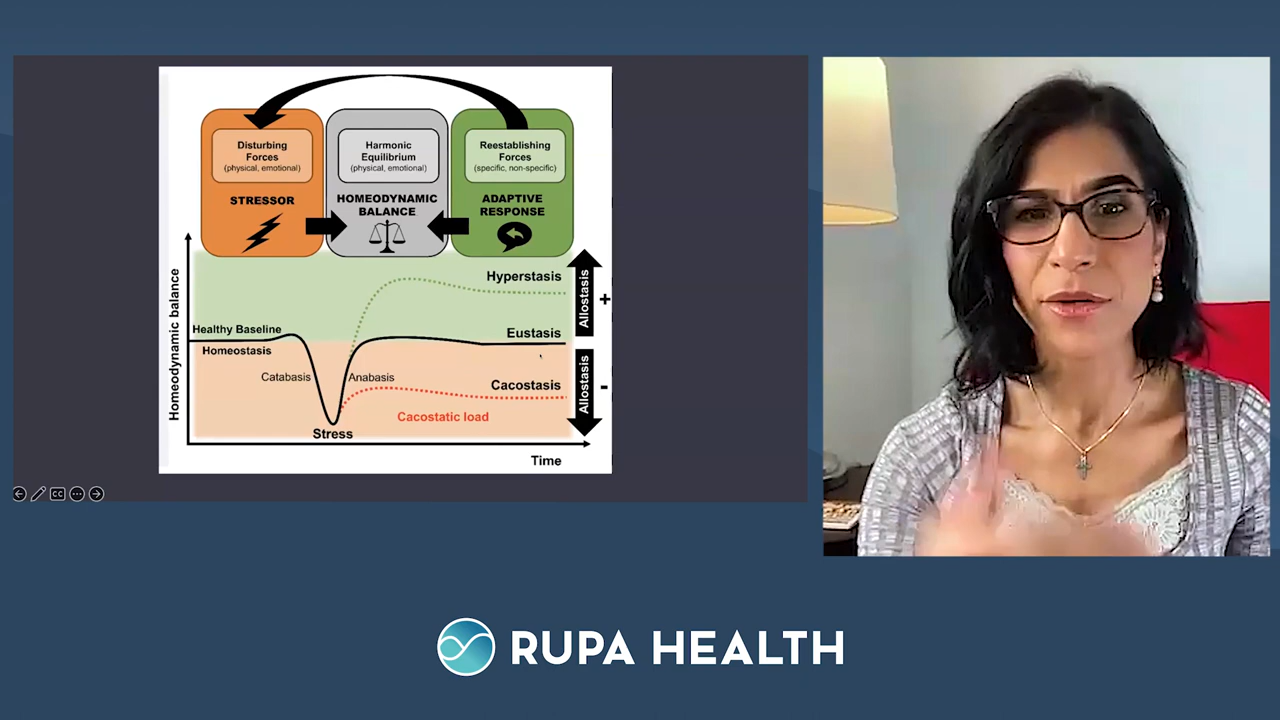 Disturbing
Forces
(physical, emotional)
STRESSOR
Harmonic
Equilibrium
(physical, emotional)
HOMEODYNAMIC
BALANCE
Reestablishing
Forces
(specific, non-specific)
ADAPTIVE
RESPONSE
Homeodynamic balance
Hyperstasis
Allostasis
+
Healthy Baseline
Eustasis
Homeostasis
Catabasis
Anabasis
Cacostasis
Allostasis
-
Cacostatic load
Stress
Time
CC
RUPA HEALTH